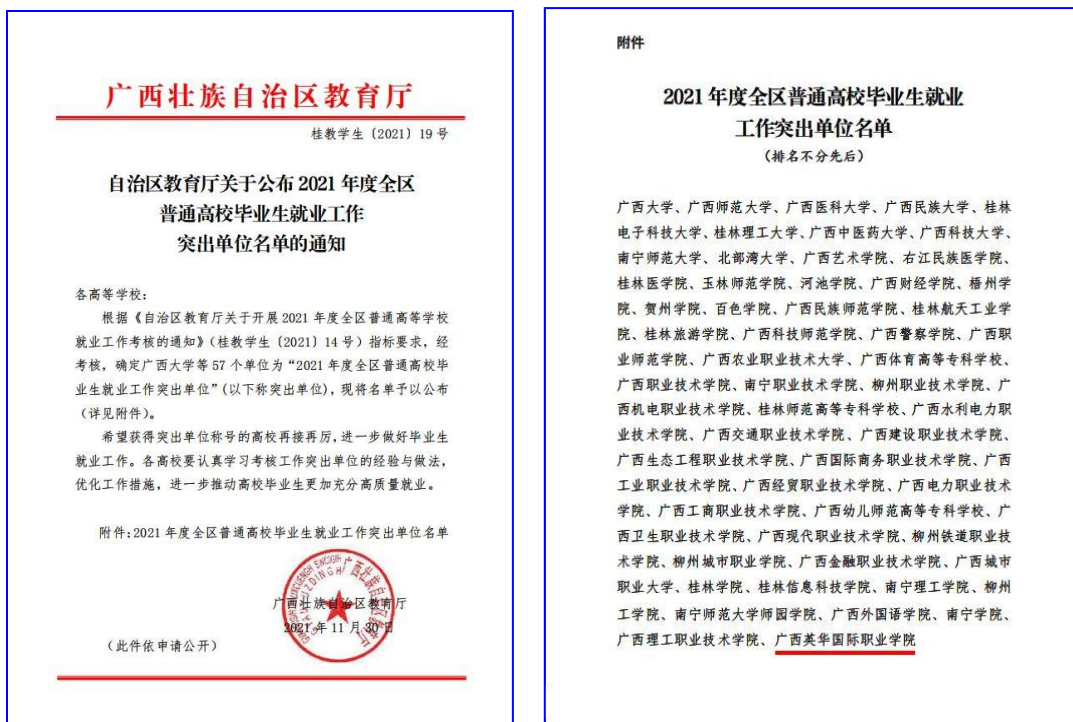 广西壮族自治区教育厅
桂教学生〔2021〕19 号
自治区教育厅关于公布 2021 年度全区
普通高校毕业生就业工作
突出单位名单的通知
各高等学校：
根据《自治区教育厅关于开展 2021 年度全区普通高等学校
就业工作考核的通知》（桂教学生〔2021〕14 号）指标要求，经
考核，确定广西大学等 57 个单位为“2021 年度全区普通高校毕
业生就业工作突出单位”(以下称突出单位)，现将名单予以公布
（详见附件）。
希望获得突出单位称号的高校再接再厉，进一步做好毕业生
就业工作。各高校要认真学习考核工作突出单位的经验与做法，
优化工作措施，进一步推动高校毕业生更加充分高质量就业。
附件：2021 年度全区普通高校毕业生就业工作突出单位名单
广西壮族自治区教育厅
2021 年 11 月 30 日
（此件依申请公开）
附件
2021 年度全区普通高校毕业生就业
工作突出单位名单
（排名不分先后）
广西大学、广西师范大学、广西医科大学、广西民族大学、桂林
电子科技大学、桂林理工大学、广西中医药大学、广西科技大学、
南宁师范大学、北部湾大学、广西艺术学院、右江民族医学院、
桂林医学院、玉林师范学院、河池学院、广西财经学院、梧州学
院、贺州学院、百色学院、广西民族师范学院、桂林航天工业学
院、桂林旅游学院、广西科技师范学院、广西警察学院、广西职
业师范学院、广西农业职业技术大学、广西体育高等专科学校、
广西职业技术学院、南宁职业技术学院、柳州职业技术学院、广
西机电职业技术学院、桂林师范高等专科学校、广西水利电力职
业技术学院、广西交通职业技术学院、广西建设职业技术学院、
广西生态工程职业技术学院、广西国际商务职业技术学院、广西
工业职业技术学院、广西经贸职业技术学院、广西电力职业技术
学院、广西工商职业技术学院、广西幼儿师范高等专科学校、广
西卫生职业技术学院、广西现代职业技术学院、柳州铁道职业技
术学院、柳州城市职业学院、广西金融职业技术学院、广西城市
职业大学、桂林学院、桂林信息科技学院、南宁理工学院、柳州
工学院、南宁师范大学师园学院、广西外国语学院、南宁学院、
广西理工职业技术学院、广西英华国际职业学院